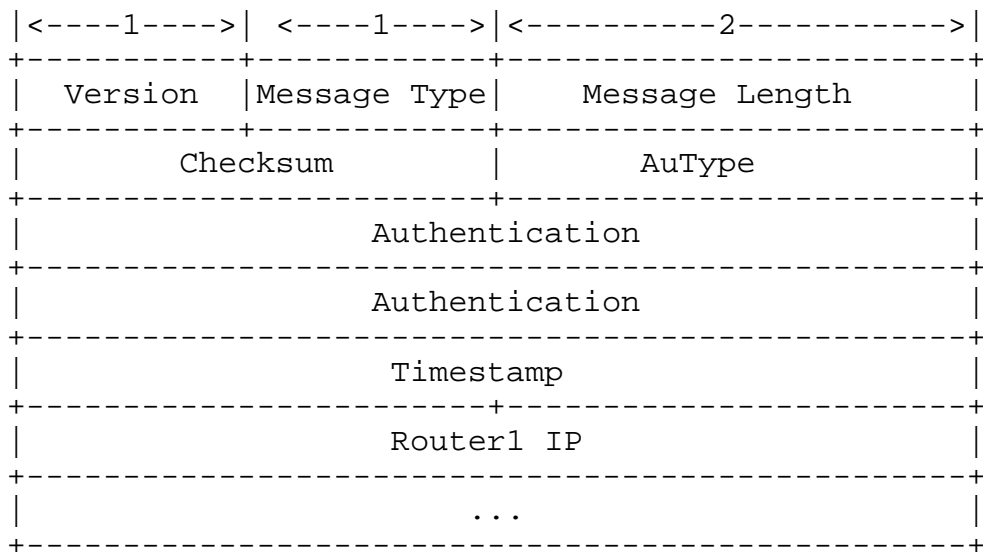 |<----1---->| <----1---->|<----------2----------->|
+-----------+------------+------------------------+
| Version |Message Type| Message Length |
+-----------+------------+------------------------+
| Checksum | AuType |
+------------------------+------------------------+
| Authentication |
+-------------------------------------------------+
| Authentication |
+-------------------------------------------------+
| Timestamp |
+------------------------+------------------------+
| Router1 IP |
+-------------------------------------------------+
| ... |
+-------------------------------------------------+